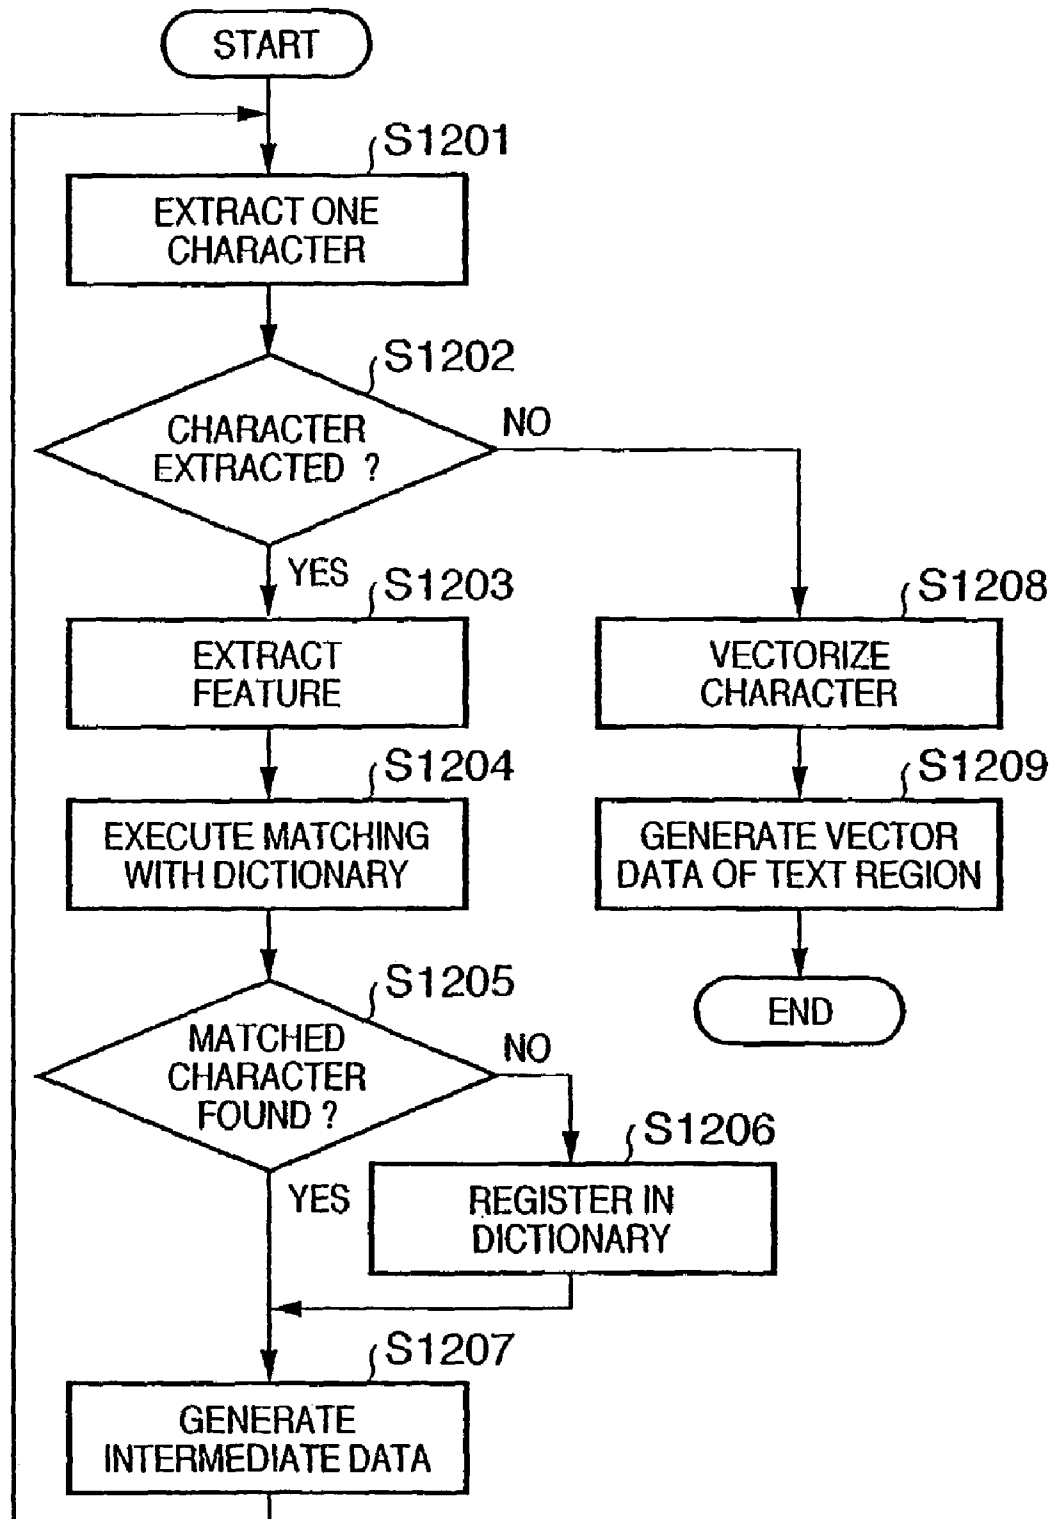 START
S1201
EXTRACT ONE
CHARACTER
S1202
CHARACTER
EXTRACTED ?
NO
YES
S1203
EXTRACT
FEATURE
S1204
EXECUTE MATCHING
WITH DICTIONARY
S1205
MATCHED
CHARACTER
FOUND ?
NO
YES
S1206
REGISTER IN
DICTIONARY
S1207
GENERATE
INTERMEDIATE DATA
S1208
VECTORIZE
CHARACTER
S1209
GENERATE VECTOR
DATA OF TEXT REGION
END